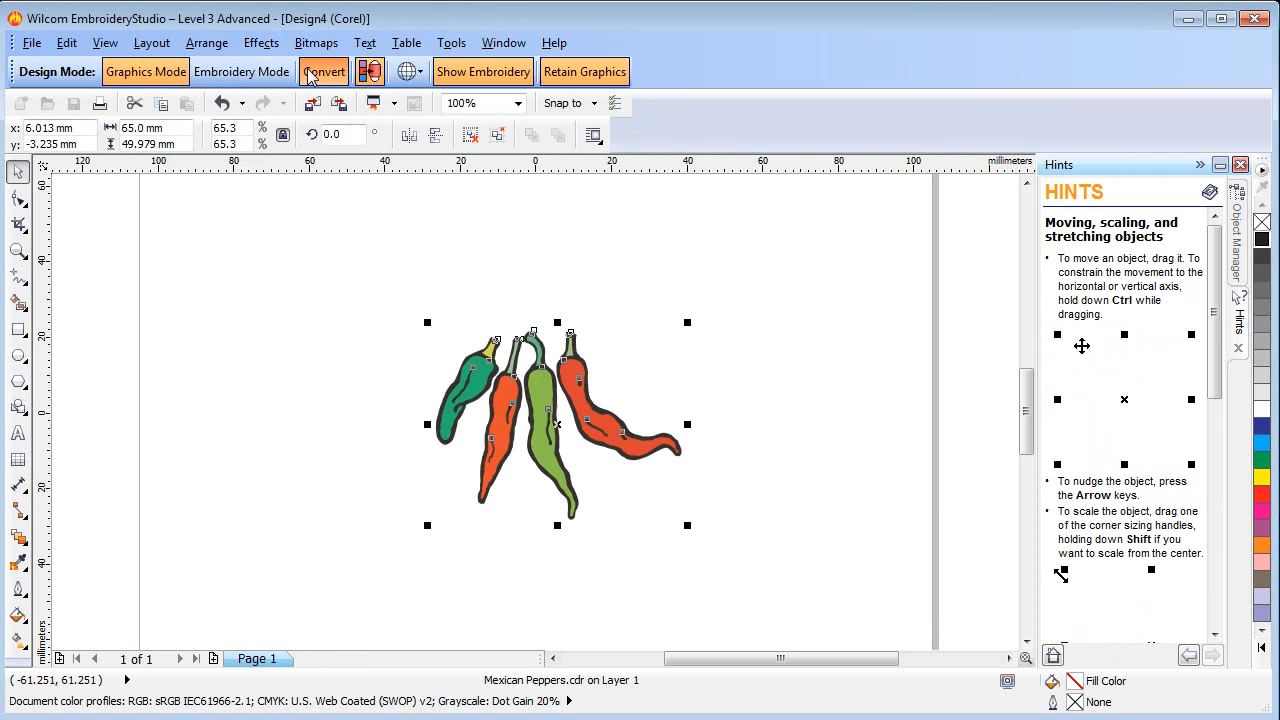 Wilcom EmbroideryStudio – Level 3 Advanced - [Design4 (Corel)]
File Edit View Layout Arrange Effects Bitmaps Text Table Tools Window Help
Design Mode: Graphics Mode Embroidery Mode Convert Show Embroidery Retain Graphics
100% Snap to
x: 6.013 mm 65.0 mm 65.3 %
y: -3.235 mm 49.979 mm 65.3 %
0.0 °
120 100 80 60 40 20 0 20 40 60 80 100 millimeters
60
40
20
0
20
40
millimeters
Hints
HINTS
Moving, scaling, and
stretching objects
• To move an object, drag it. To
constrain the movement to the
horizontal or vertical axis,
hold down Ctrl while
dragging.
• To nudge the object, press
the Arrow keys.
• To scale the object, drag one
of the corner sizing handles,
holding down Shift if you
want to scale from the center.
Object Manager
Hints
1 of 1 Page 1
( -61.251, 61.251 ) Mexican Peppers.cdr on Layer 1 Fill Color
Document color profiles: RGB: sRGB IEC61966-2.1; CMYK: U.S. Web Coated (SWOP) v2; Grayscale: Dot Gain 20% None